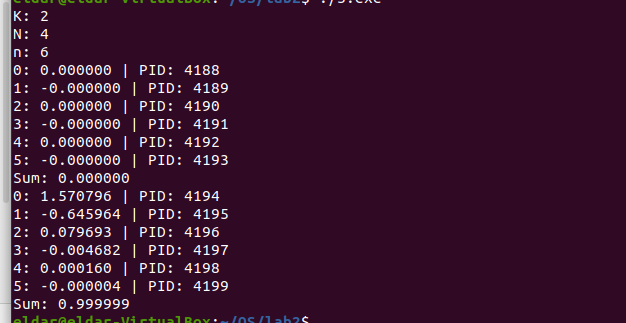 eldar@eldar-VirtualBox:~/OS/lab2$ ./3.exe
K: 2
N: 4
n: 6
0: 0.000000 | PID: 4188
1: -0.000000 | PID: 4189
2: 0.000000 | PID: 4190
3: -0.000000 | PID: 4191
4: 0.000000 | PID: 4192
5: -0.000000 | PID: 4193
Sum: 0.000000
0: 1.570796 | PID: 4194
1: -0.645964 | PID: 4195
2: 0.079693 | PID: 4196
3: -0.004682 | PID: 4197
4: 0.000160 | PID: 4198
5: -0.000004 | PID: 4199
Sum: 0.999999
eldar@eldar-VirtualBox:~/OS/lab2$